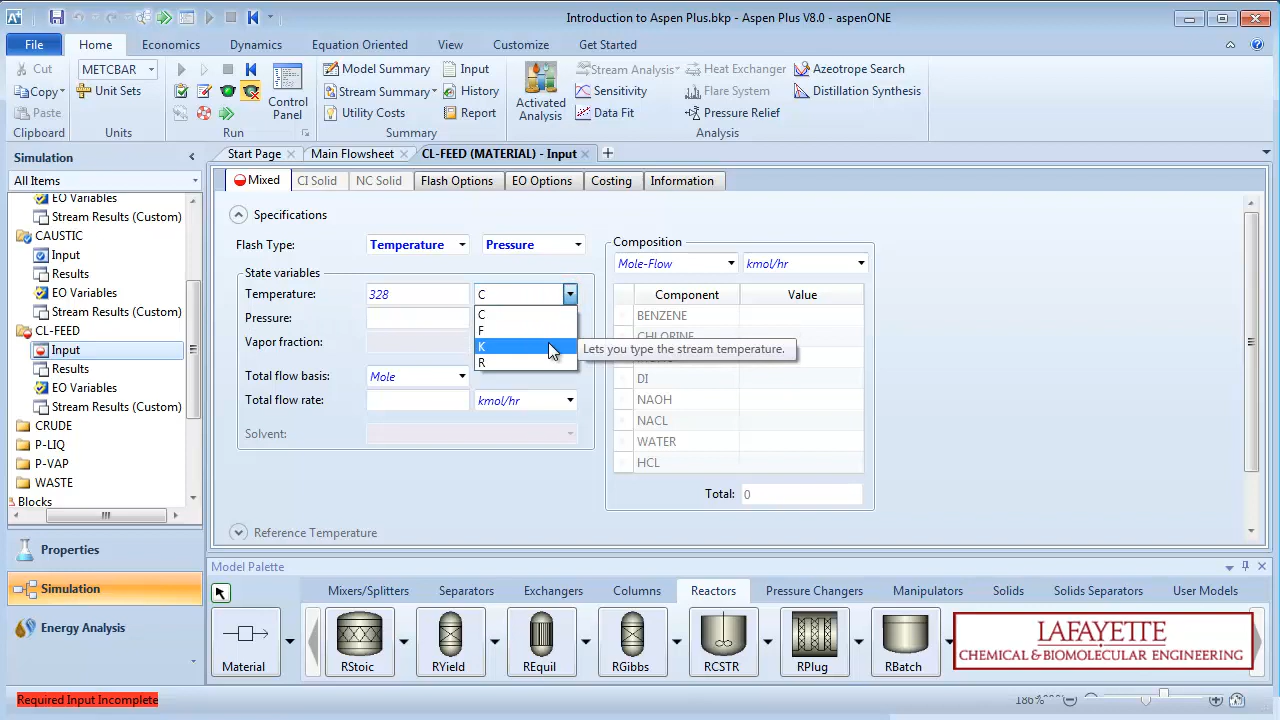 Introduction to Aspen Plus.bkp - Aspen Plus V8.0 - aspenONE
File Home Economics Dynamics Equation Oriented View Customize Get Started
Cut METCBAR Model Summary Input Stream Analysis Heat Exchanger Azeotrope Search
Copy Unit Sets Stream Summary History Sensitivity Flare System Distillation Synthesis
Paste Control Panel Utility Costs Report Activated Analysis Data Fit Pressure Relief
Clipboard Units Run Summary Analysis
Simulation Start Page Main Flowsheet CL-FEED (MATERIAL) - Input
All Items Mixed CI Solid NC Solid Flash Options EO Options Costing Information
EO Variables
Stream Results (Custom)
CAUSTIC
Input
Results
EO Variables
Stream Results (Custom)
CL-FEED
Input
Results
EO Variables
Stream Results (Custom)
CRUDE
P-LIQ
P-VAP
WASTE
Blocks
Properties
Simulation
Energy Analysis
Specifications
Flash Type: Temperature Pressure
State variables
Temperature: 328 C
Pressure:
Vapor fraction:
Total flow basis: Mole
Total flow rate: kmol/hr
Solvent:
C
F
K
R
Lets you type the stream temperature.
Composition
Mole-Flow kmol/hr
Component Value
BENZENE
CHLORINE
DI
NAOH
NACL
WATER
HCL
Total: 0
Reference Temperature
Model Palette
Mixers/Splitters Separators Exchangers Columns Reactors Pressure Changers Manipulators Solids Solids Separators User Models
Material RStoic RYield REquil RGibbs RCSTR RPlug RBatch
LAFAYETTE
CHEMICAL & BIOMOLECULAR ENGINEERING
Required Input Incomplete